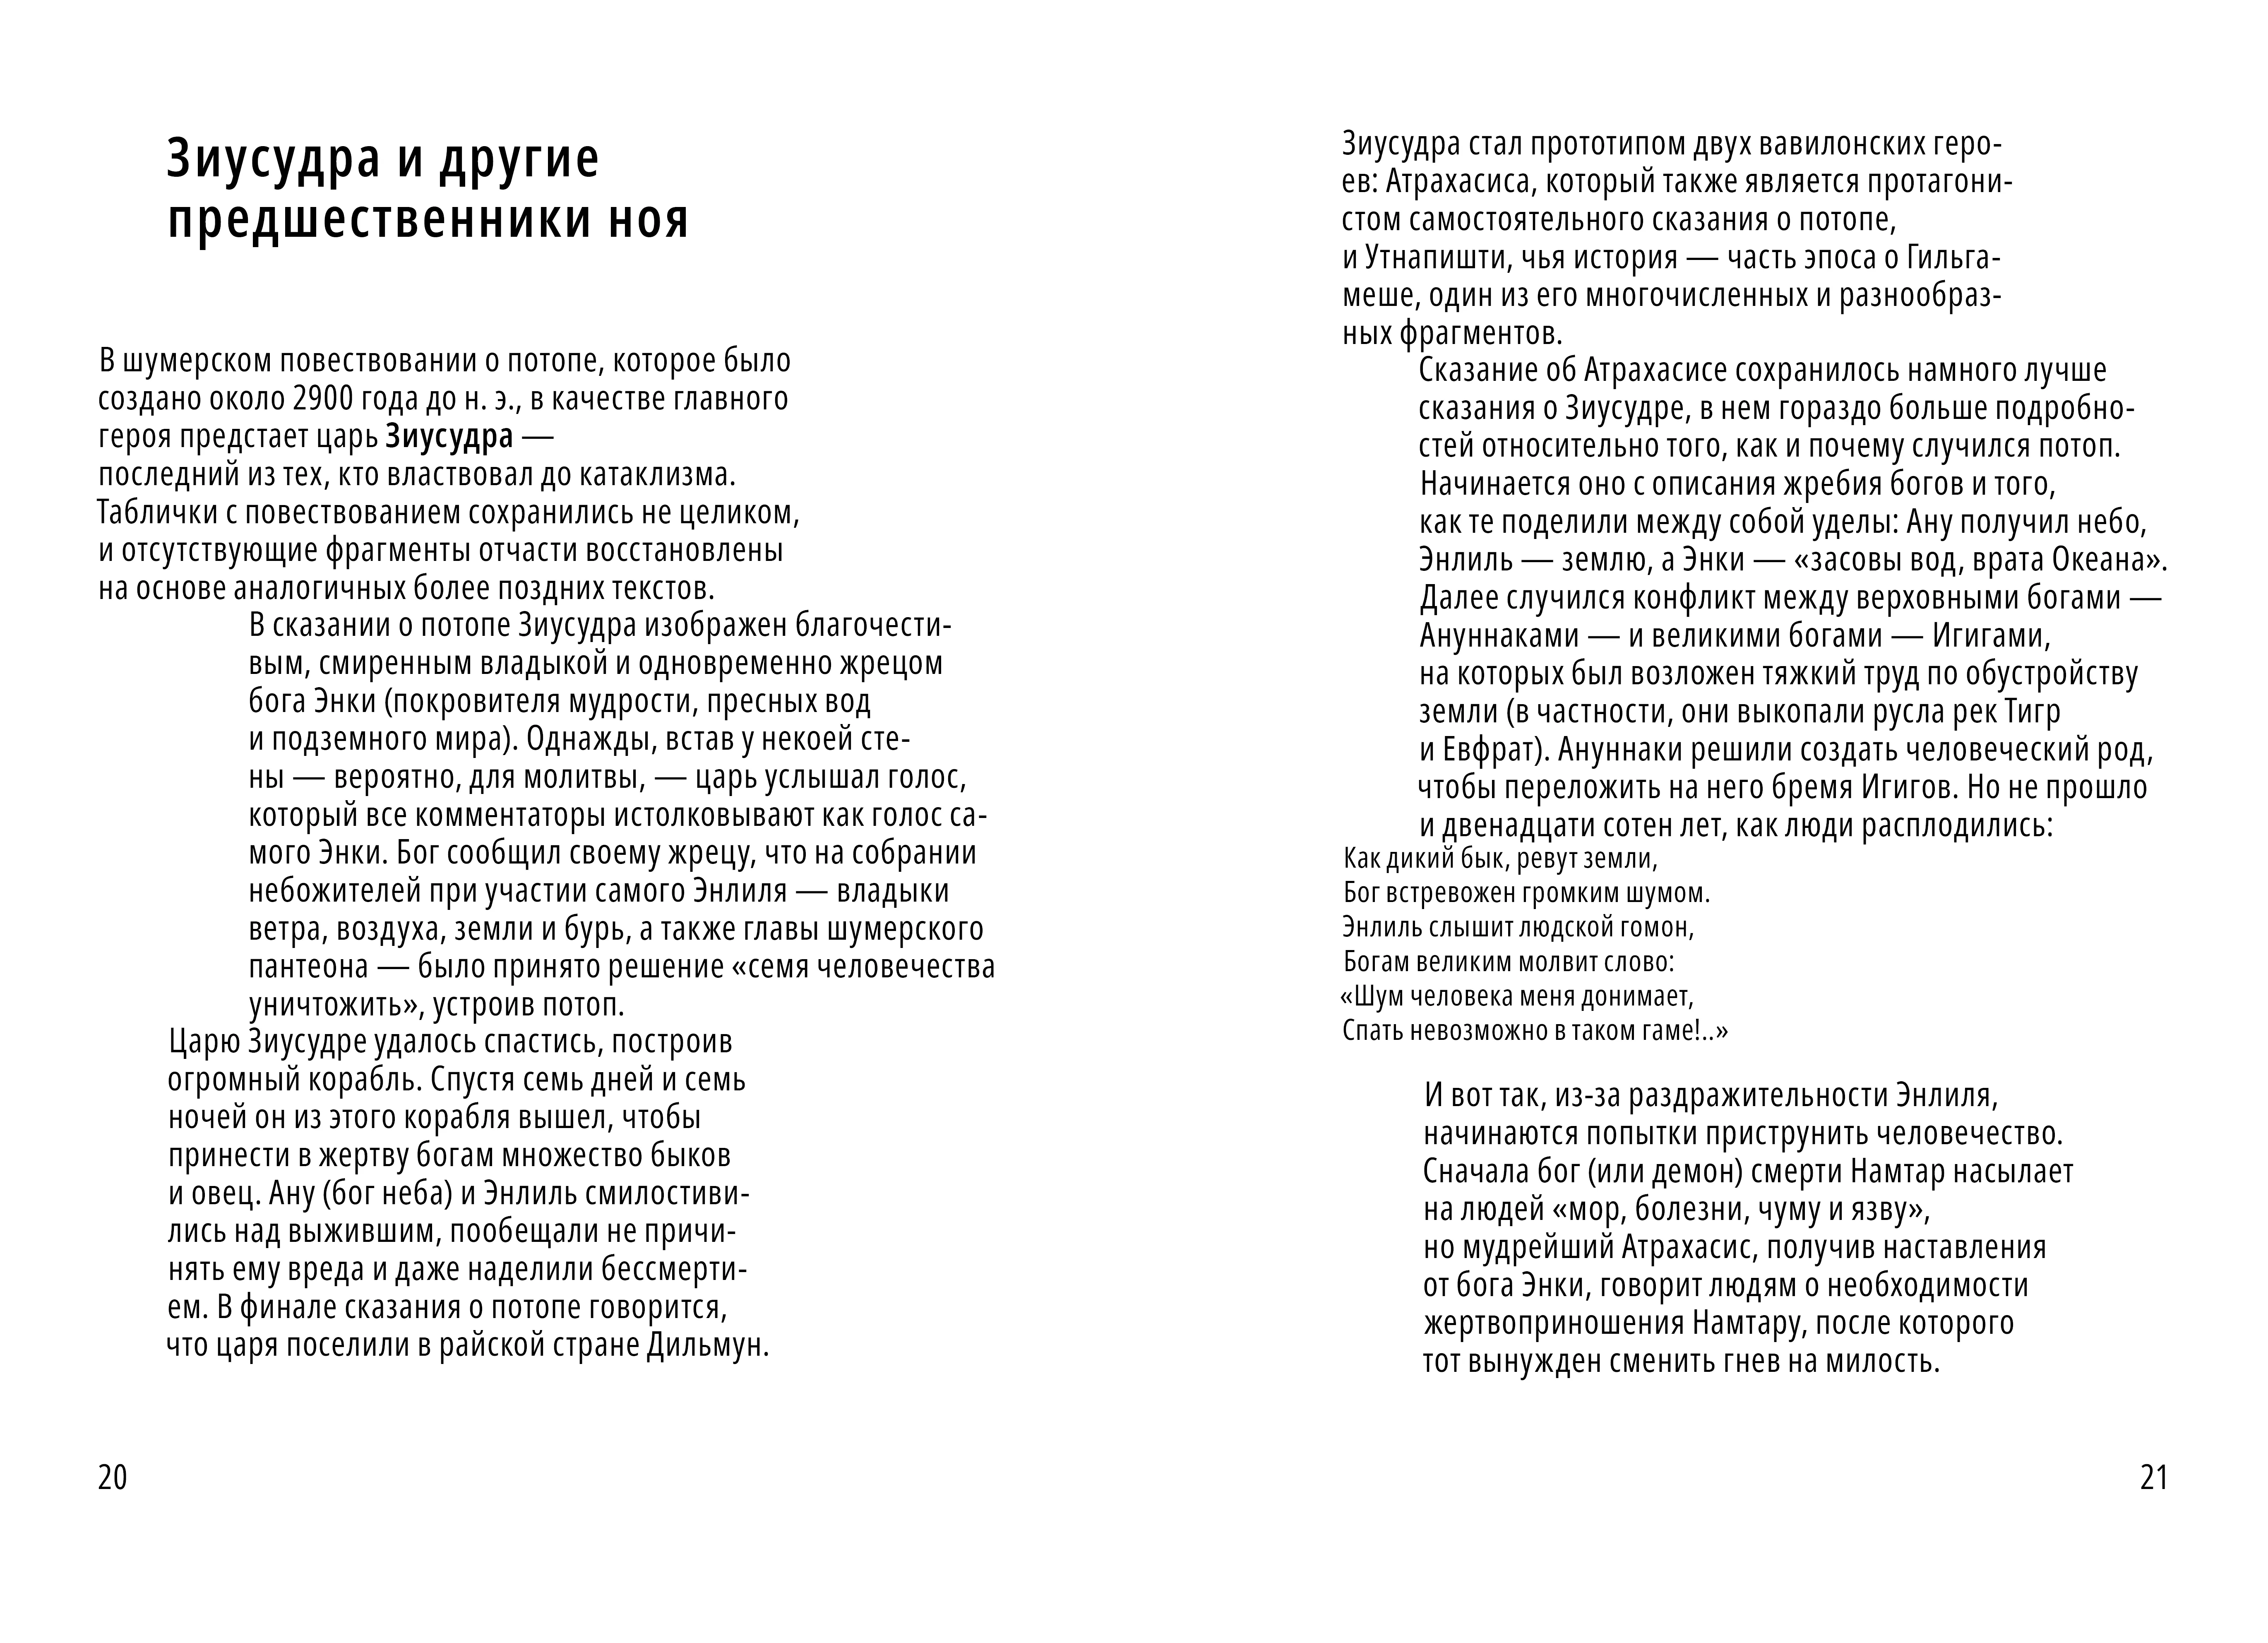 Зиусудра и другие
предшественники ноя
В шумерском повествовании о потопе, которое было
создано около 2900 года до н. э., в качестве главного
героя предстает царь Зиусудра —
последний из тех, кто властвовал до катаклизма.
Таблички с повествованием сохранились не целиком,
и отсутствующие фрагменты отчасти восстановлены
на основе аналогичных более поздних текстов.
В сказании о потопе Зиусудра изображен благочести-
вым, смиренным владыкой и одновременно жрецом
бога Энки (покровителя мудрости, пресных вод
и подземного мира). Однажды, встав у некоей сте-
ны — вероятно, для молитвы, — царь услышал голос,
который все комментаторы истолковывают как голос са-
мого Энки. Бог сообщил своему жрецу, что на собрании
небожителей при участии самого Энлиля — владыки
ветра, воздуха, земли и бурь, а также главы шумерского
пантеона — было принято решение «семя человечества
уничтожить», устроив потоп.
Царю Зиусудре удалось спастись, построив
огромный корабль. Спустя семь дней и семь
ночей он из этого корабля вышел, чтобы
принести в жертву богам множество быков
и овец. Ану (бог неба) и Энлиль смилостиви-
лись над выжившим, пообещали не причи-
нять ему вреда и даже наделили бессмерти-
ем. В финале сказания о потопе говорится,
что царя поселили в райской стране Дильмун.
20
Зиусудра стал прототипом двух вавилонских геро-
ев: Атрахасиса, который также является протагони-
стом самостоятельного сказания о потопе,
и Утнапишти, чья история — часть эпоса о Гильга-
меше, один из его многочисленных и разнообраз-
ных фрагментов.
Сказание об Атрахасисе сохранилось намного лучше
сказания о Зиусудре, в нем гораздо больше подробно-
стей относительно того, как и почему случился потоп.
Начинается оно с описания жребия богов и того,
как те поделили между собой уделы: Ану получил небо,
Энлиль — землю, а Энки — «засовы вод, врата Океана».
Далее случился конфликт между верховными богами —
Ануннаками — и великими богами — Игигами,
на которых был возложен тяжкий труд по обустройству
земли (в частности, они выкопали русла рек Тигр
и Евфрат). Ануннаки решили создать человеческий род,
чтобы переложить на него бремя Игигов. Но не прошло
и двенадцати сотен лет, как люди расплодились:
Как дикий бык, ревут земли,
Бог встревожен громким шумом.
Энлиль слышит людской гомон,
Богам великим молвит слово:
«Шум человека меня донимает,
Спать невозможно в таком гаме!..»
И вот так, из-за раздражительности Энлиля,
начинаются попытки приструнить человечество.
Сначала бог (или демон) смерти Намтар насылает
на людей «мор, болезни, чуму и язву»,
но мудрейший Атрахасис, получив наставления
от бога Энки, говорит людям о необходимости
жертвоприношения Намтару, после которого
тот вынужден сменить гнев на милость.
21